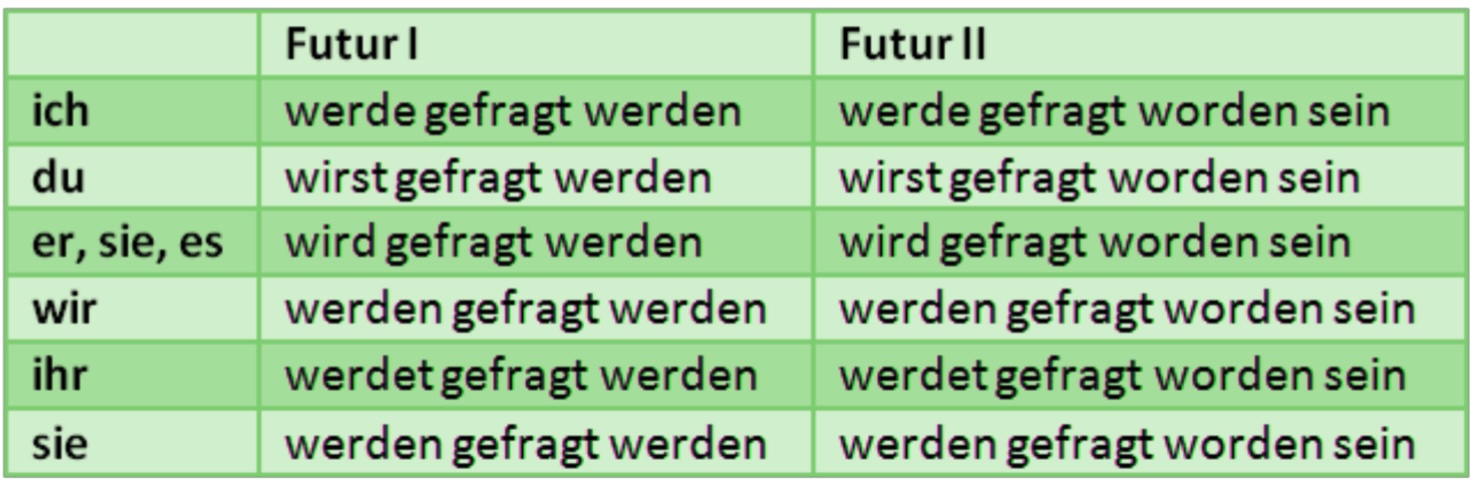 Futur I Futur II
ich werde gefragt werden werde gefragt worden sein
du wirst gefragt werden wirst gefragt worden sein
er, sie, es wird gefragt werden wird gefragt worden sein
wir werden gefragt werden werden gefragt worden sein
ihr werdet gefragt werden werdet gefragt worden sein
sie werden gefragt werden werden gefragt worden sein